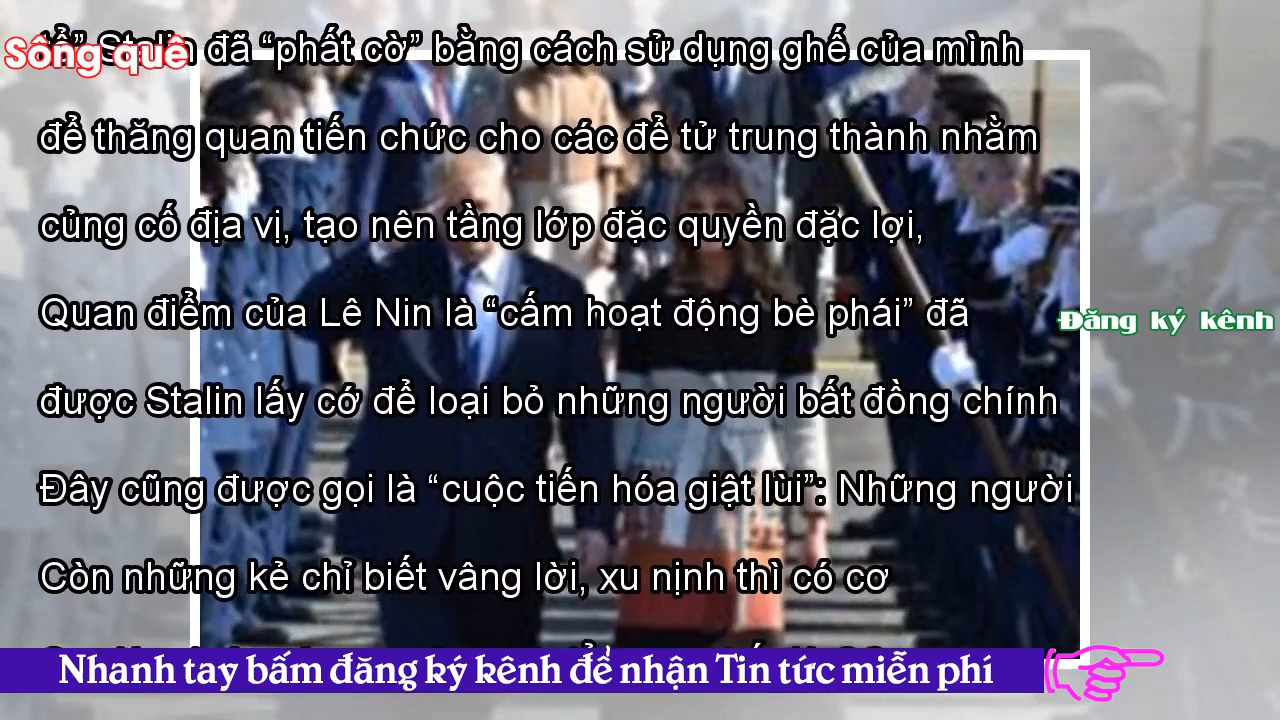 Sông quê
tể” Stalin đã “phất cờ” bằng cách sử dụng ghế của mình
để thăng quan tiến chức cho các để tử trung thành nhằm
củng cố địa vị, tạo nên tầng lớp đặc quyền đặc lợi,
Quan điểm của Lê Nin là “cấm hoạt động bè phái” đã
Đăng ký kênh
được Stalin lấy cớ để loại bỏ những người bất đồng chính
Đây cũng được gọi là “cuộc tiến hóa giật lùi”: Những người
Còn những kẻ chỉ biết vâng lời, xu nịnh thì có cơ
Nhanh tay bấm đăng ký kênh để nhận Tin tức miễn phí